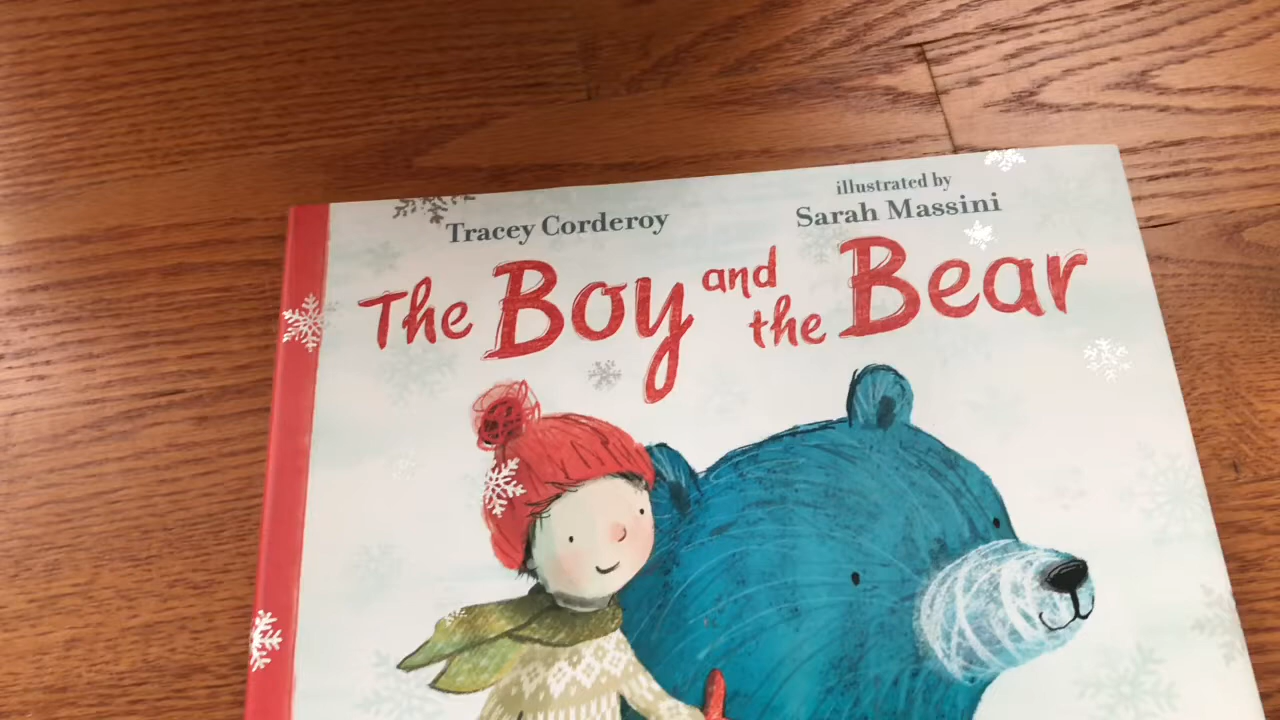 Tracey Corderoy
illustrated by
Sarah Massini
The Boy and the Bear